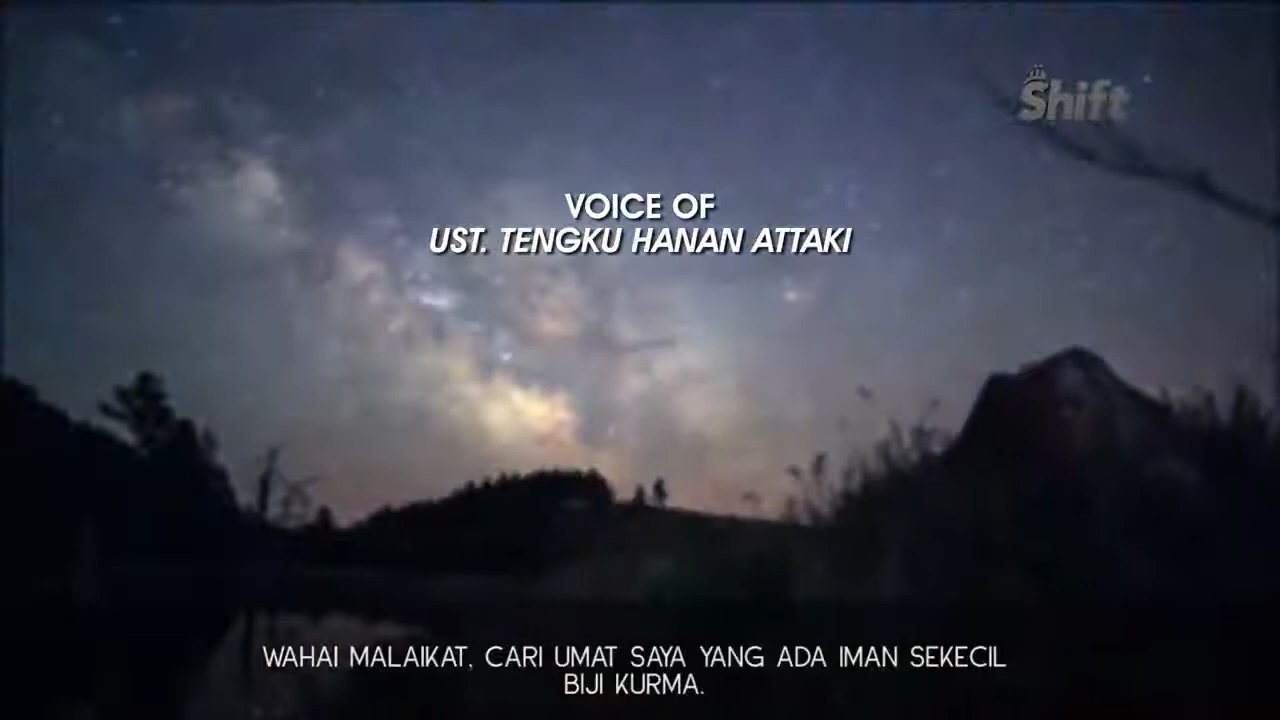 Shift
VOICE OF
UST. TENGKU HANAN ATTAKI
WAHAI MALAIKAT, CARI UMAT SAYA YANG ADA IMAN SEKECIL
BIJI KURMA.